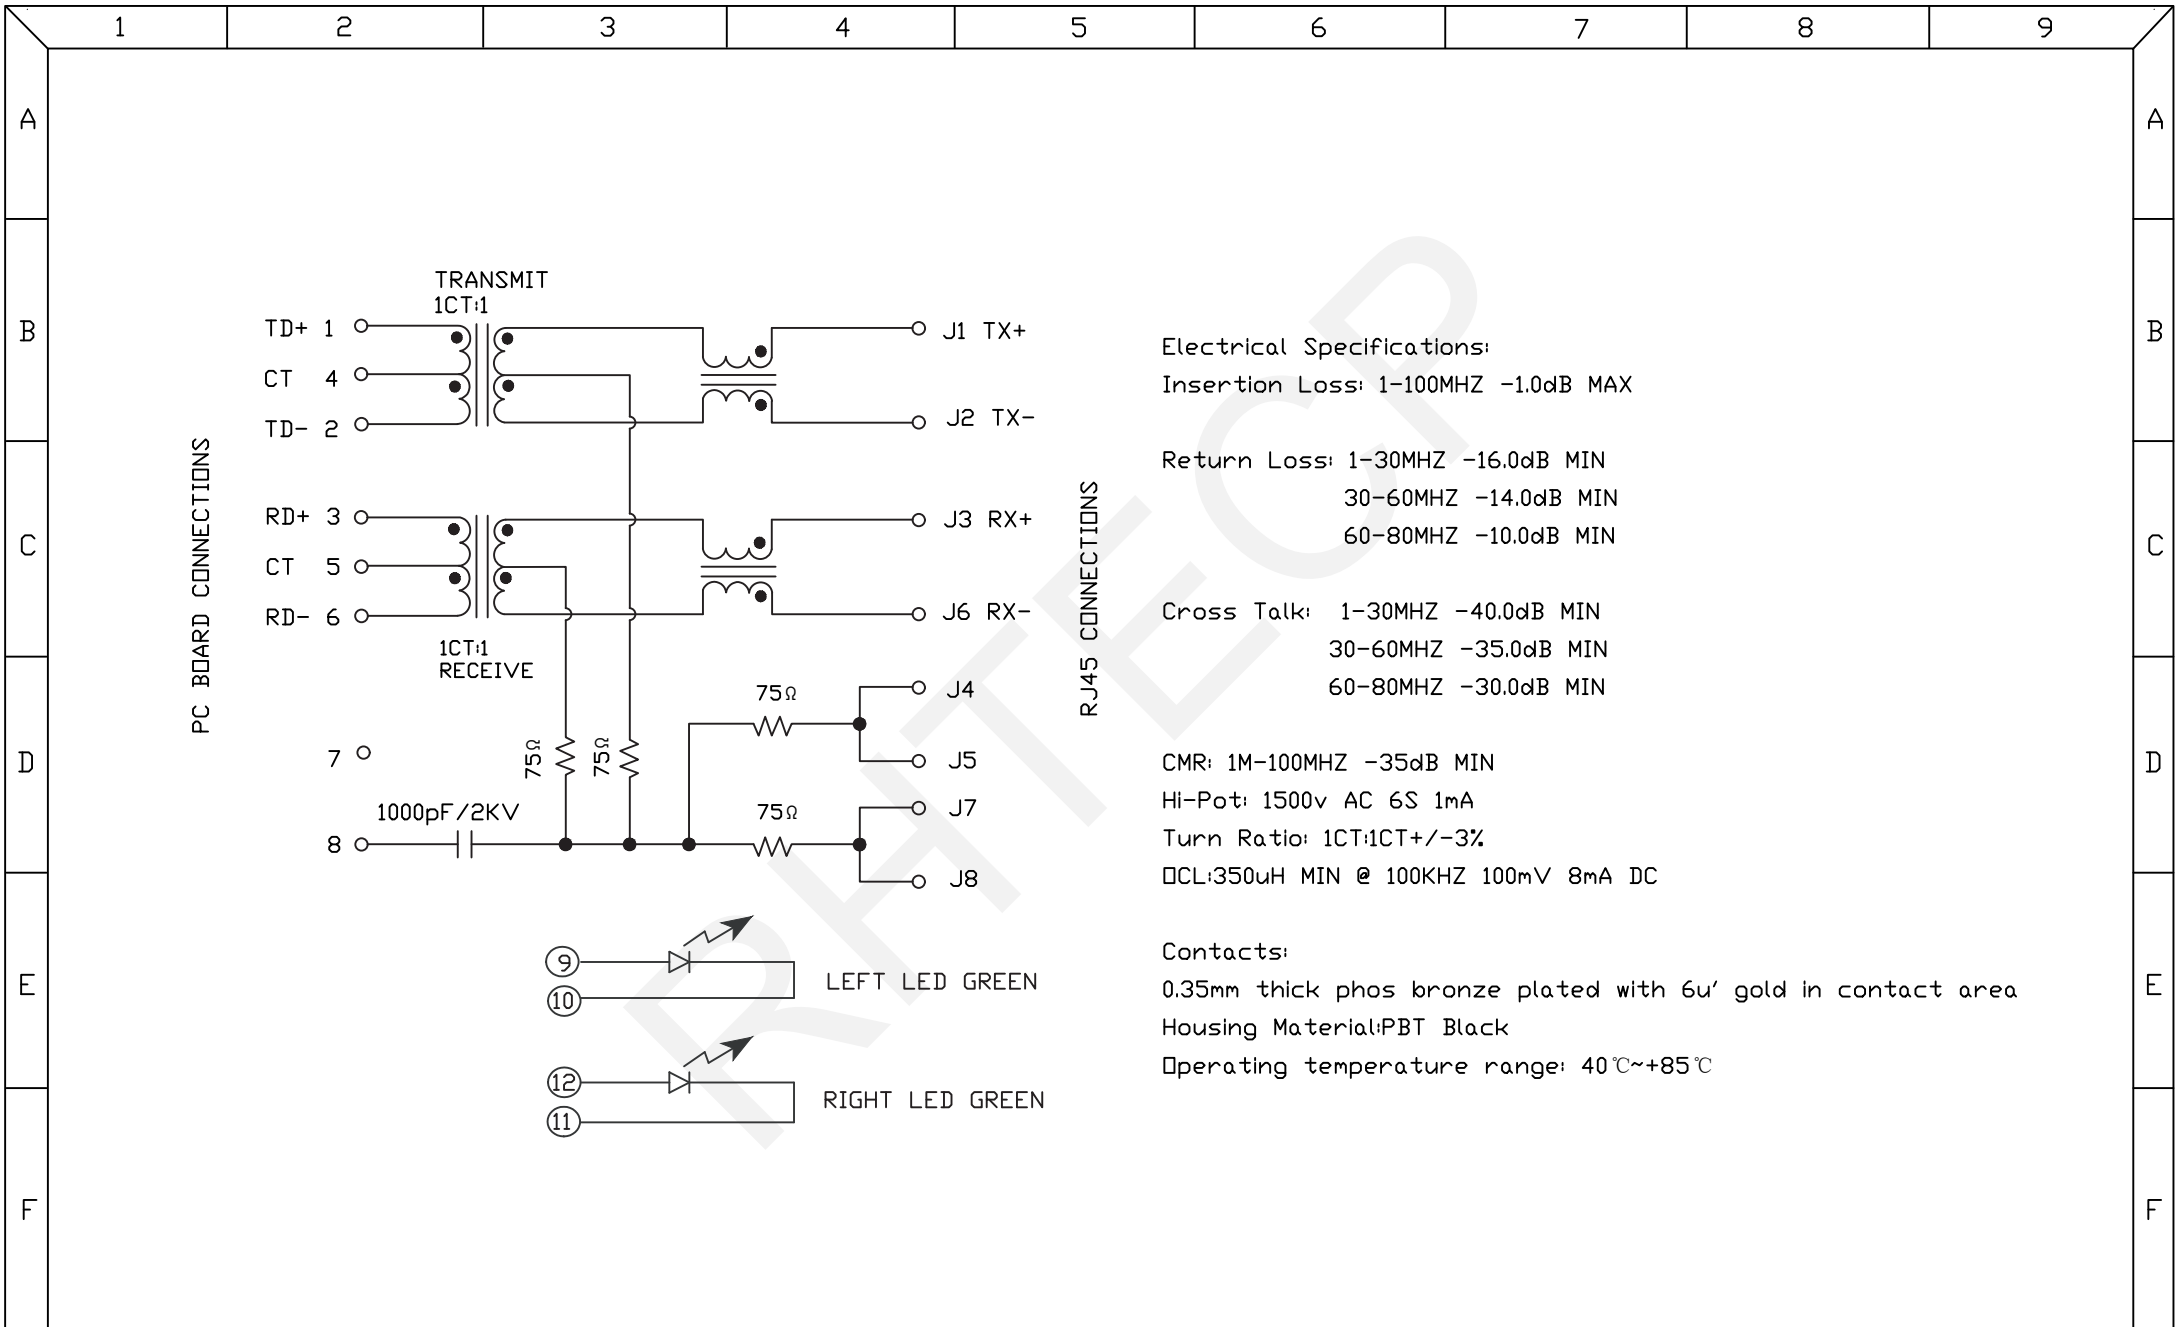 1 2 3 4 5 6 7 8 9
A A
TRANSMIT
1CT:1
B B
TD+ 1
J1 TX+
CT 4
TD- 2
J2 TX-
PC BOARD CONNECTIONS
C C
RD+ 3
J3 RX+
CT 5
RD- 6
J6 RX-
1CT:1
RECEIVE
RJ45 CONNECTIONS
75Ω
J4
75Ω
75Ω
D D
7
J5
1000pF/2KV
75Ω
J7
8
J8
9
LEFT LED GREEN
10
E E
12
RIGHT LED GREEN
11
F F
Electrical Specifications:
Insertion Loss: 1-100MHZ -1.0dB MAX
Return Loss: 1-30MHZ -16.0dB MIN
30-60MHZ -14.0dB MIN
60-80MHZ -10.0dB MIN
Cross Talk: 1-30MHZ -40.0dB MIN
30-60MHZ -35.0dB MIN
60-80MHZ -30.0dB MIN
CMR: 1M-100MHZ -35dB MIN
Hi-Pot: 1500v AC 6S 1mA
Turn Ratio: 1CT:1CT+/-3%
OCL:350uH MIN @ 100KHZ 100mV 8mA DC
Contacts:
0.35mm thick phos bronze plated with 6u' gold in contact area
Housing Material:PBT Black
Operating temperature range: 40℃~+85℃
RHTECP